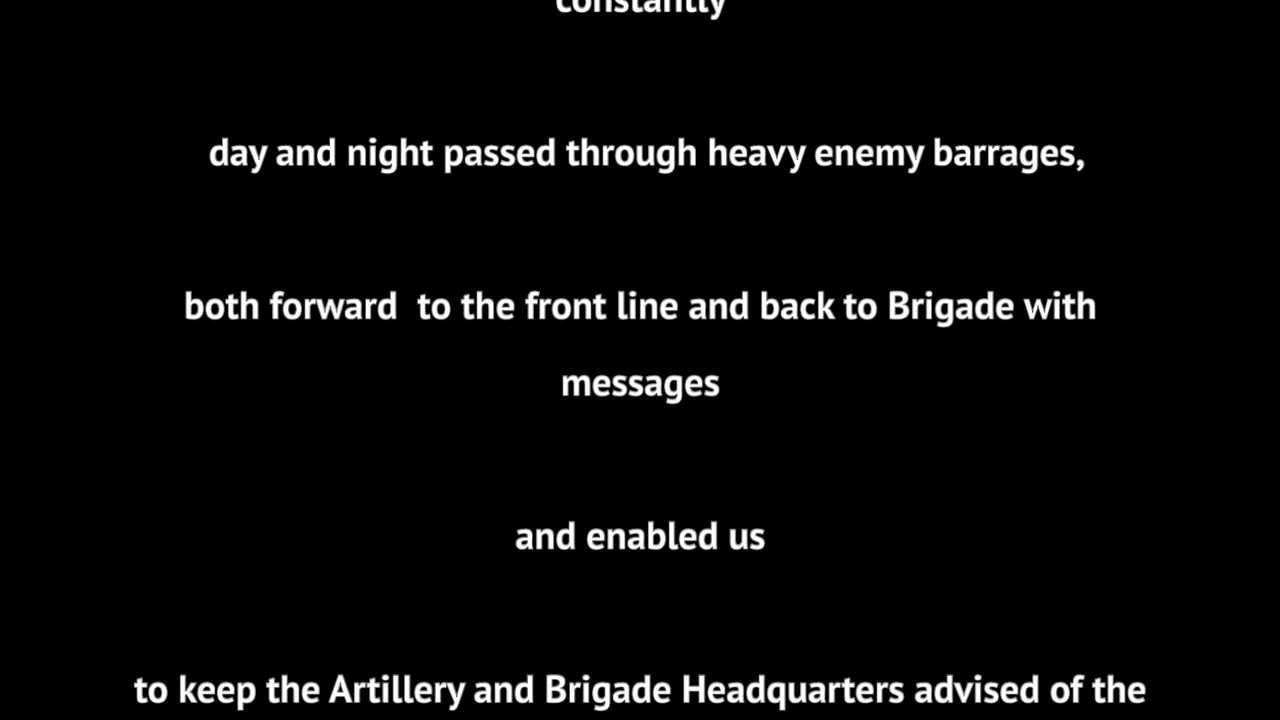 constantly
day and night passed through heavy enemy barrages,
both forward  to the front line and back to Brigade with
messages
and enabled us
to keep the Artillery and Brigade Headquarters advised of the